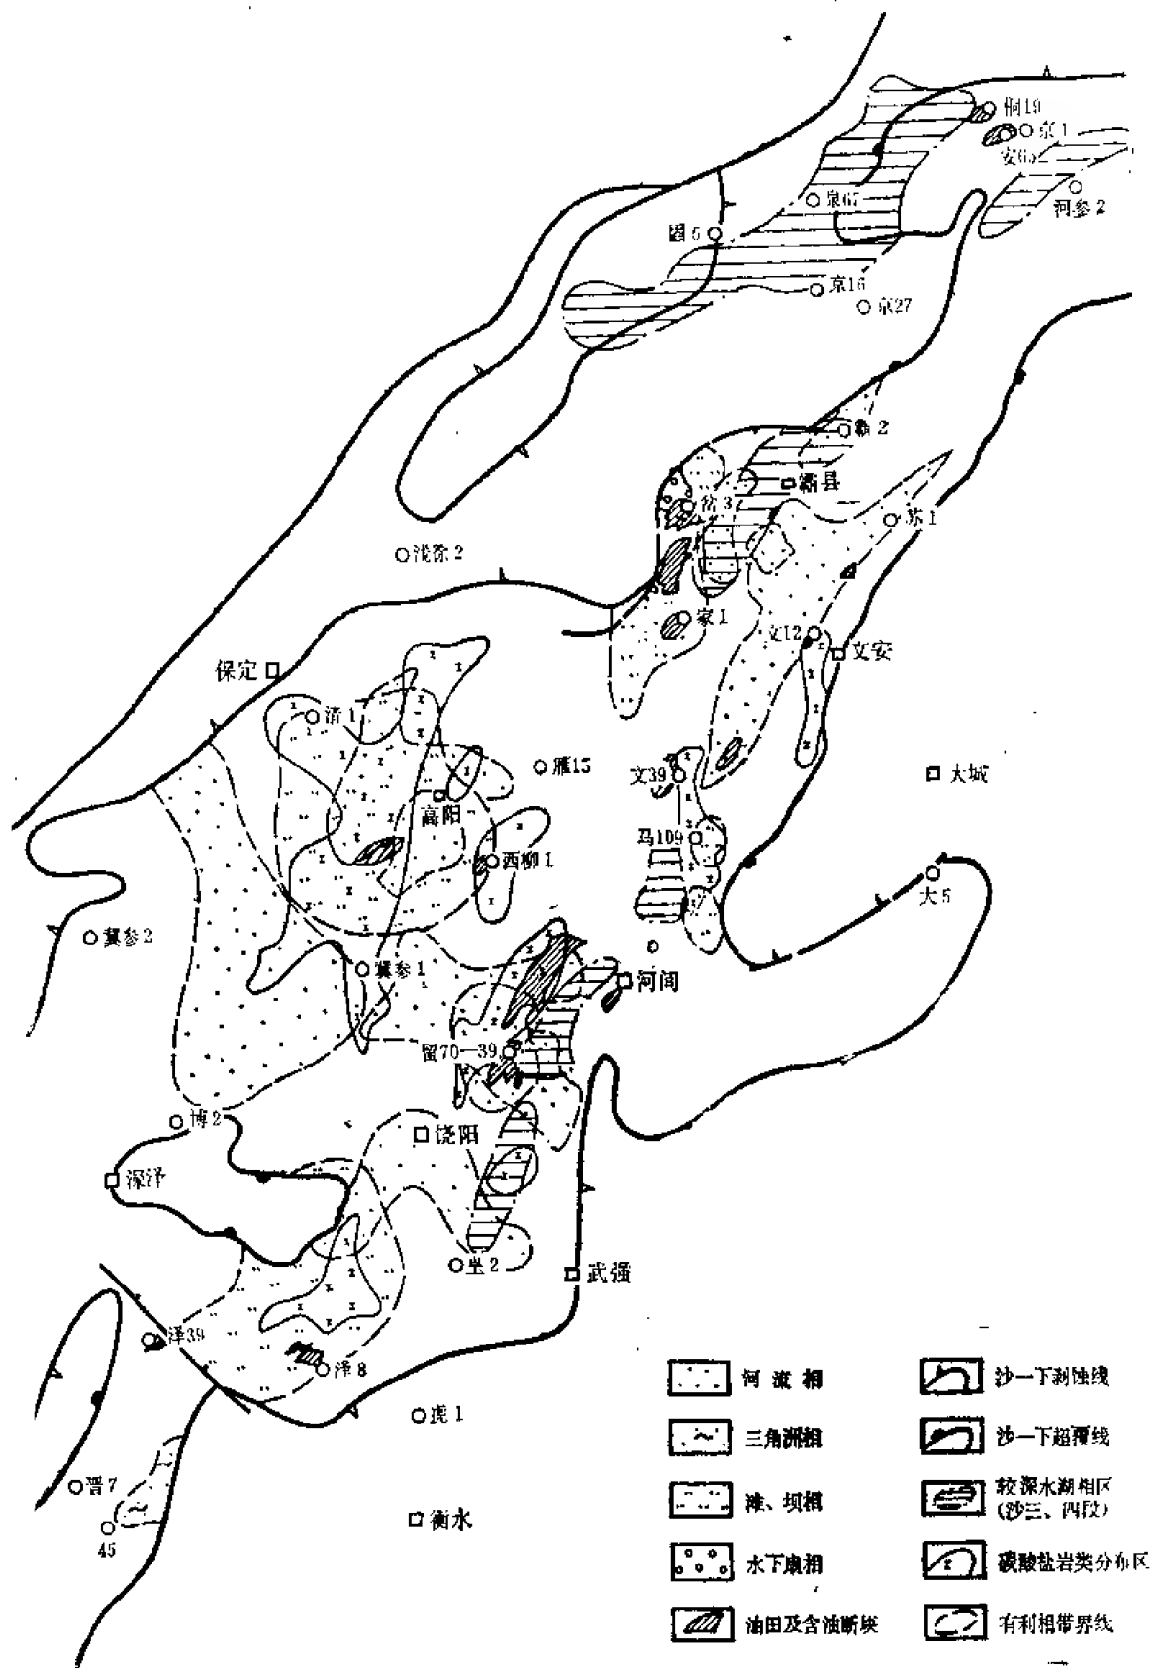 桐19
京1
安65
河参2
泉67
固5
京16
京27
霸2
霸县
岔3
苏1
浅除2
家1
文12
文安
保定
清1
雁15
文39
大城
高阳
马109
西柳1
大5
冀参2
冀参1
河间
留70—39
博2
饶阳
深泽
坐2
武强
泽39
泽8
虎1
晋7
45
衡水
河流相
三角洲相
滩、坝相
水下扇相
油田及含油断块
沙一下剥蚀线
沙一下超覆线
较深水湖相区
(沙三、四段)
碳酸盐岩类分布区
有利相带界线